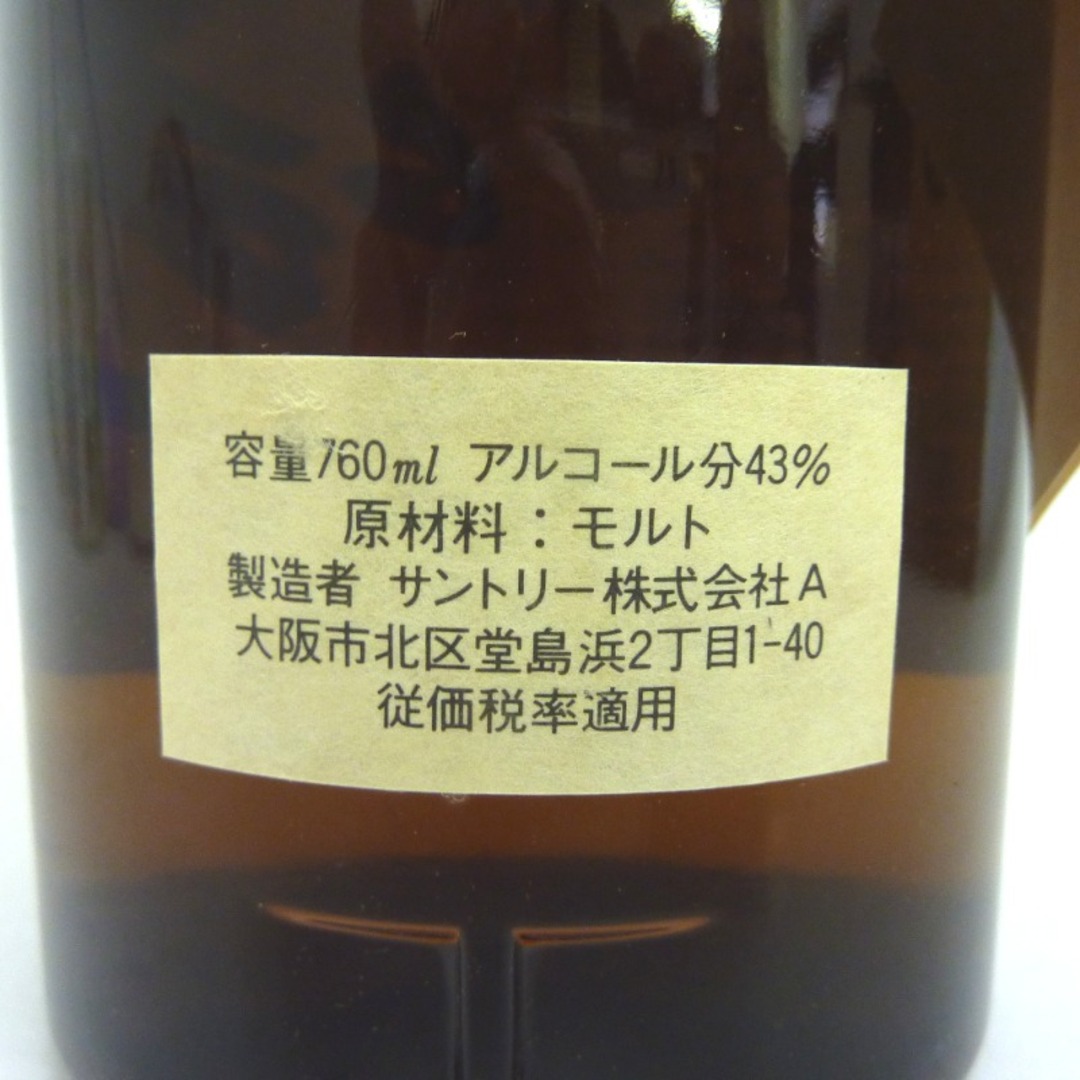 容量760ml アルコール分43%
原材料：モルト
製造者 サントリー株式会社A
大阪市北区堂島浜2丁目1-40
従価税率適用